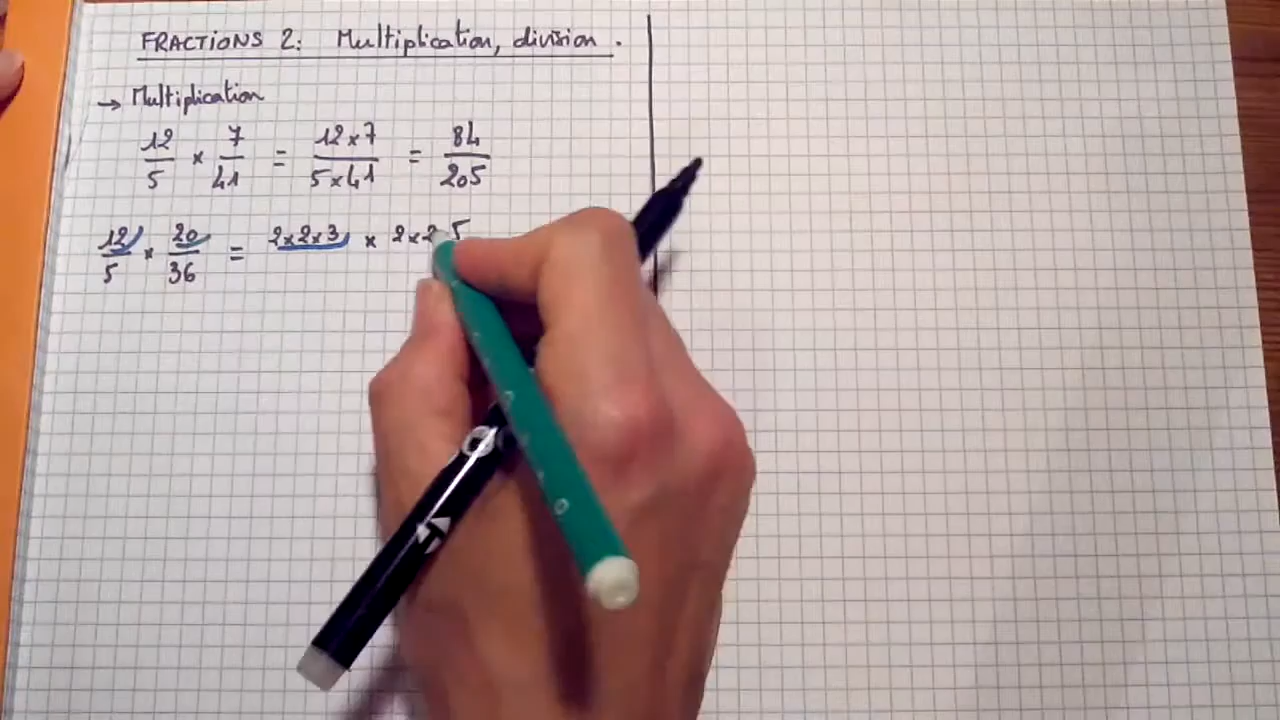 FRACTIONS 2: Multiplication, division.
→ Multiplication
12/5 × 7/41 = 12×7/5×41 = 84/205
12/5 × 20/36 = 2×2×3 × 2×2 5